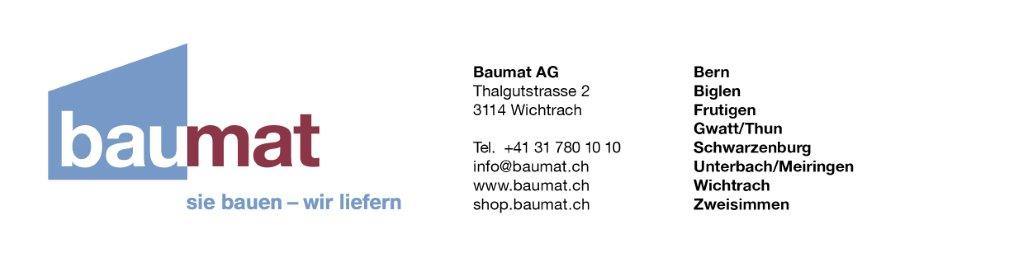 baumat
sie bauen – wir liefern
Baumat AG
Thalgutstrasse 2
3114 Wichtrach
Tel. +41 31 780 10 10
info@baumat.ch
www.baumat.ch
shop.baumat.ch
Bern
Biglen
Frutigen
Gwatt/Thun
Schwarzenburg
Unterbach/Meiringen
Wichtrach
Zweisimmen